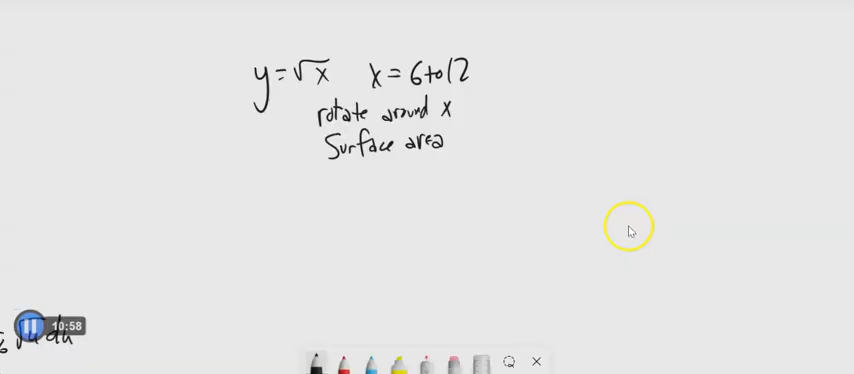 y = √x x = 6 to 12
rotate around x
Surface area
10:58